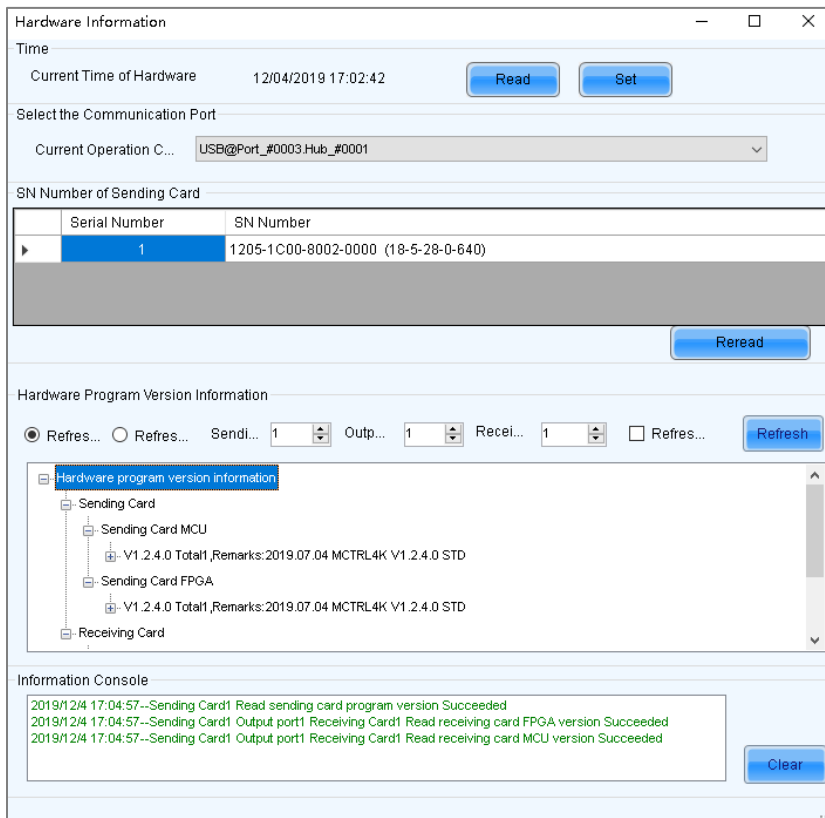 Hardware Information
Time
Current Time of Hardware 12/04/2019 17:02:42 Read Set
Select the Communication Port
Current Operation C... USB@Port_#0003.Hub_#0001
SN Number of Sending Card
Serial Number SN Number
1 1205-1C00-8002-0000 (18-5-28-0-640)
Reread
Hardware Program Version Information
Refres... Refres... Sendi... 1 Outp... 1 Recei... 1 Refres... Refresh
Hardware program version information
Sending Card
Sending Card MCU
V1.2.4.0 Total1 ,Remarks:2019.07.04 MCTRL4K V1.2.4.0 STD
Sending Card FPGA
V1.2.4.0 Total1 ,Remarks:2019.07.04 MCTRL4K V1.2.4.0 STD
Receiving Card
Information Console
2019/12/4 17:04:57--Sending Card1 Read sending card program version Succeeded
2019/12/4 17:04:57--Sending Card1 Output port1 Receiving Card1 Read receiving card FPGA version Succeeded
2019/12/4 17:04:57--Sending Card1 Output port1 Receiving Card1 Read receiving card MCU version Succeeded
Clear